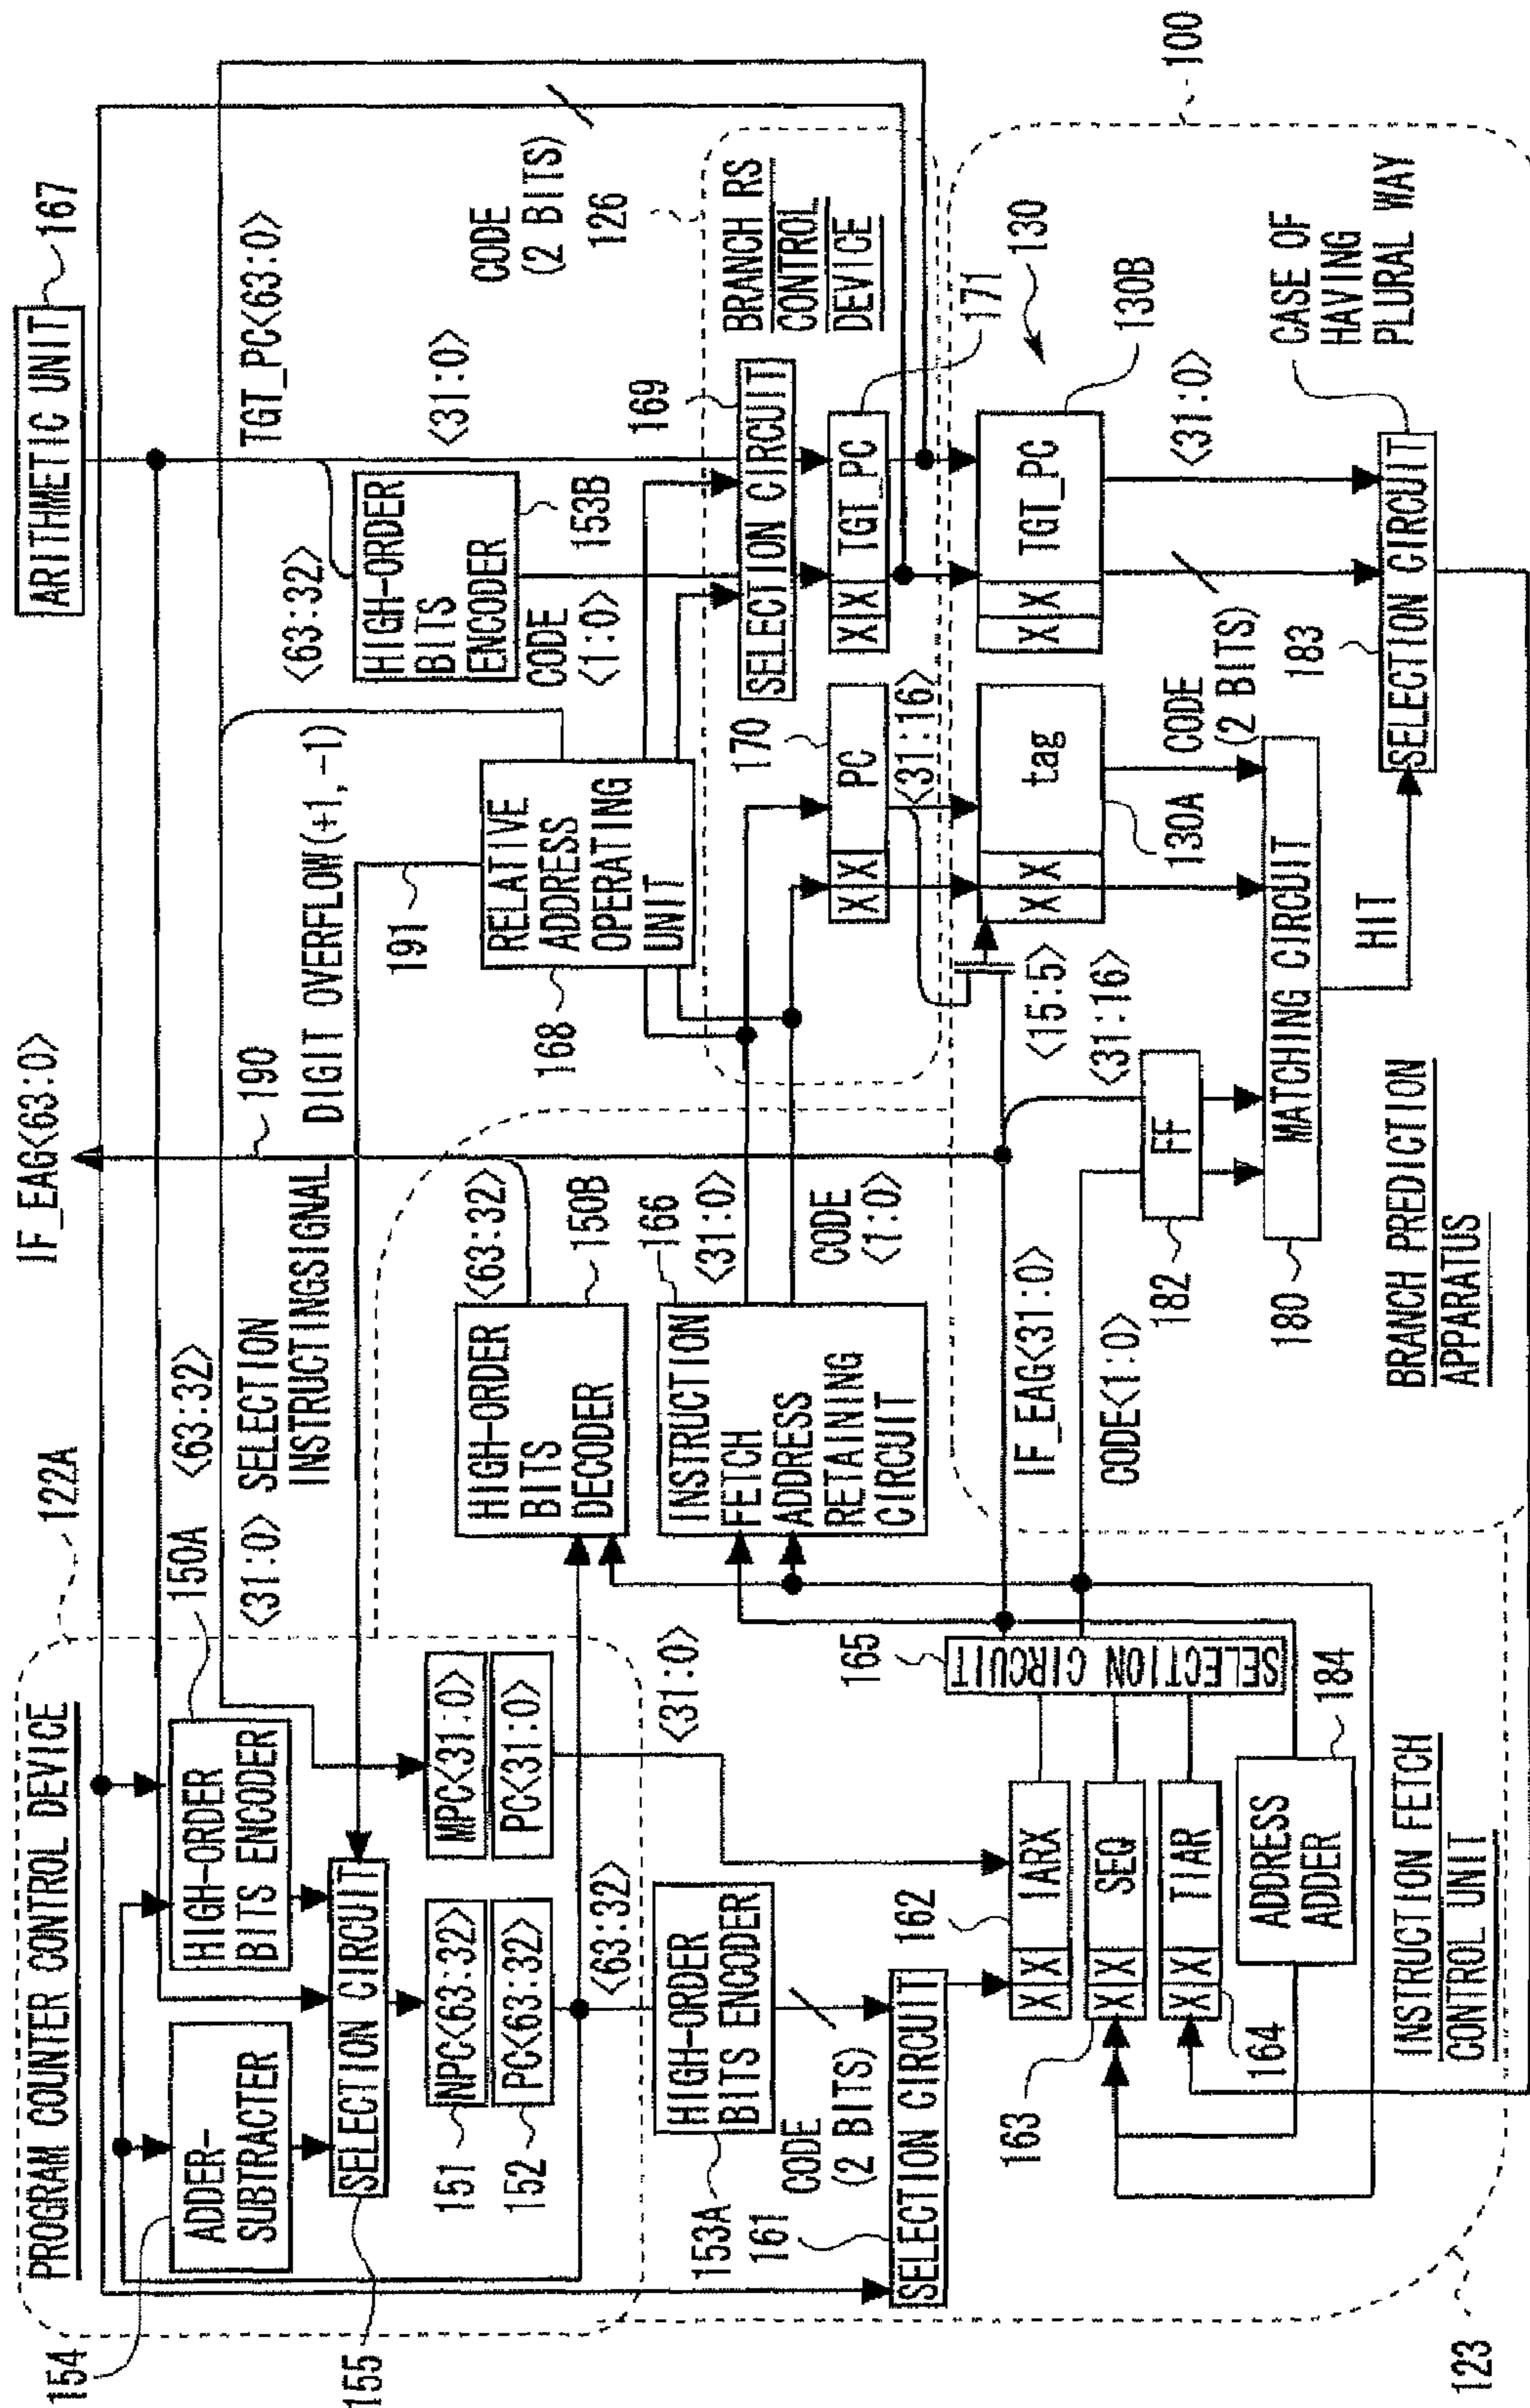 IF_EAG<63:0>
ARITHMETIC UNIT
167
122A
PROGRAM COUNTER CONTROL DEVICE
150A
<63:32>
<31:0>
SELECTION
INSTRUCTINGSIGNAL
190
DIGIT OVERFLOW(+1,-1)
191
TGT_PC<63:0>
<63:32>
<31:0>
CODE
(2 BITS)
126
154
ADDER-
SUBTRACTER
HIGH-ORDER
BITS ENCODER
155
SELECTION CIRCUIT
151
NPC<63:32>
152
PC<63:32>
MPC<31:0>
PC<31:0>
HIGH-ORDER
BITS
DECODER
<63:32>
150B
RELATIVE
ADDRESS
OPERATING
UNIT
168
HIGH-ORDER
BITS
ENCODER
153B
CODE
<1:0>
<63:32>
<31:0>
INSTRUCTION
FETCH
ADDRESS
RETAINING
CIRCUIT
166
<31:0>
CODE
<1:0>
BRANCH RS
CONTROL
DEVICE
169
SELECTION CIRCUIT
170
X X PC
<31:16>
X X TGT_PC
171
HIGH-ORDER
BITS ENCODER
153A
CODE
(2 BITS)
161
SELECTION CIRCUIT
162
X X IARX
163
X X SEQ
164
X X TIAR
165
SELECTION CIRCUIT
ADDRESS
ADDER
184
INSTRUCTION FETCH
CONTROL UNIT
123
IF_EAG<31:0>
CODE<1:0>
<15:5>
<31:16>
X X tag
130A
X X TGT_PC
130B
130
100
182
FF
180
MATCHING CIRCUIT
CODE
(2 BITS)
<31:0>
HIT
183
SELECTION CIRCUIT
CASE OF
HAVING
PLURAL WAY
BRANCH PREDICTION
APPARATUS